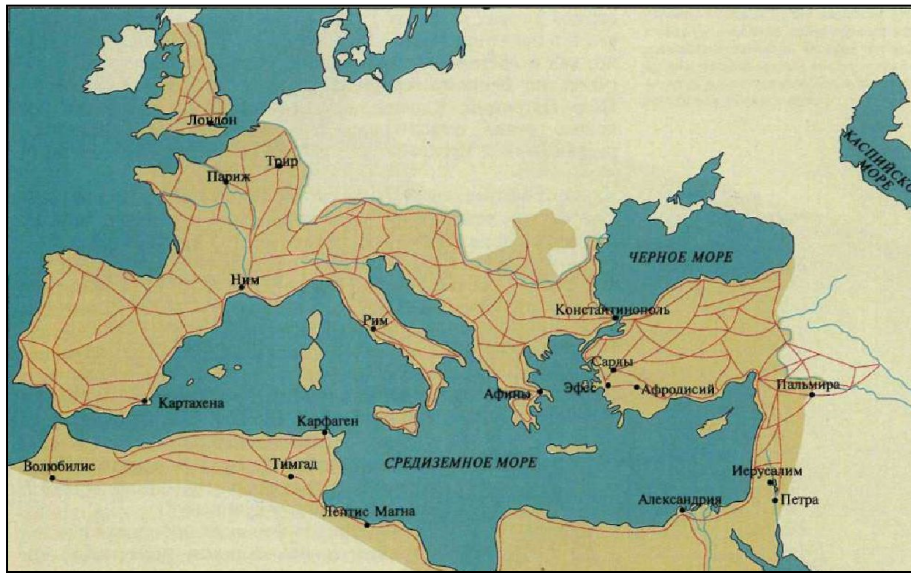 Лондон
Трир
Париж
КАСПИЙСКОЕ
МОРЕ
ЧЕРНОЕ МОРЕ
Ним
Константинополь
Рим
Сарды
Эфес
Афродисий
Пальмира
Афины
Картахена
Карфаген
СРЕДИЗЕМНОЕ МОРЕ
Волюбилис
Тимгад
Иерусалим
Александрия
Петра
Лептис Магна